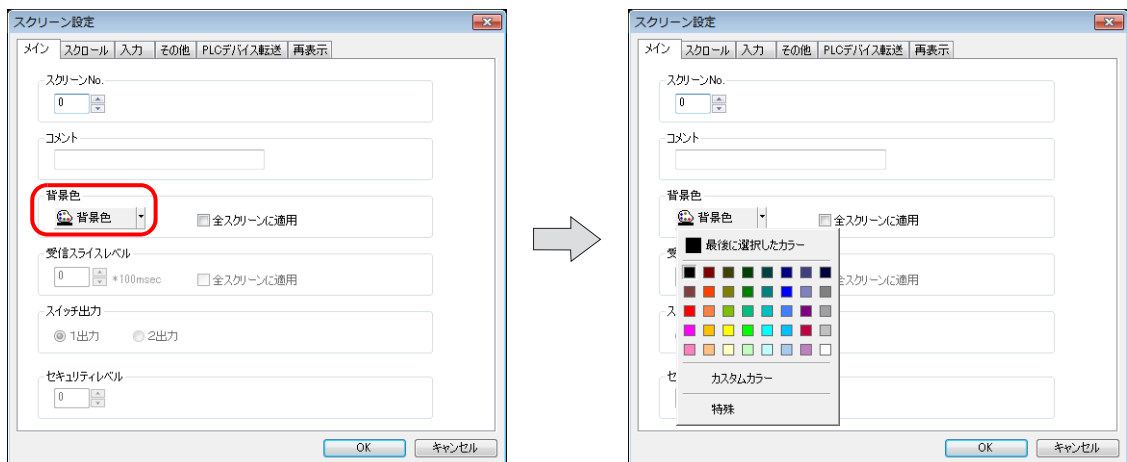 スクリーン設定
メイン スクロール 入力 その他 PLCデバイス転送 再表示
スクリーンNo.
0
コメント
背景色
背景色 全スクリーンに適用
受信スライスレベル
0 *100msec 全スクリーンに適用
スイッチ出力
1出力 2出力
セキュリティレベル
0
OK キャンセル
スクリーン設定
メイン スクロール 入力 その他 PLCデバイス転送 再表示
スクリーンNo.
0
コメント
背景色
背景色 全スクリーンに適用
最後に選択したカラー
全スクリーンに適用
カスタムカラー
特殊
OK キャンセル